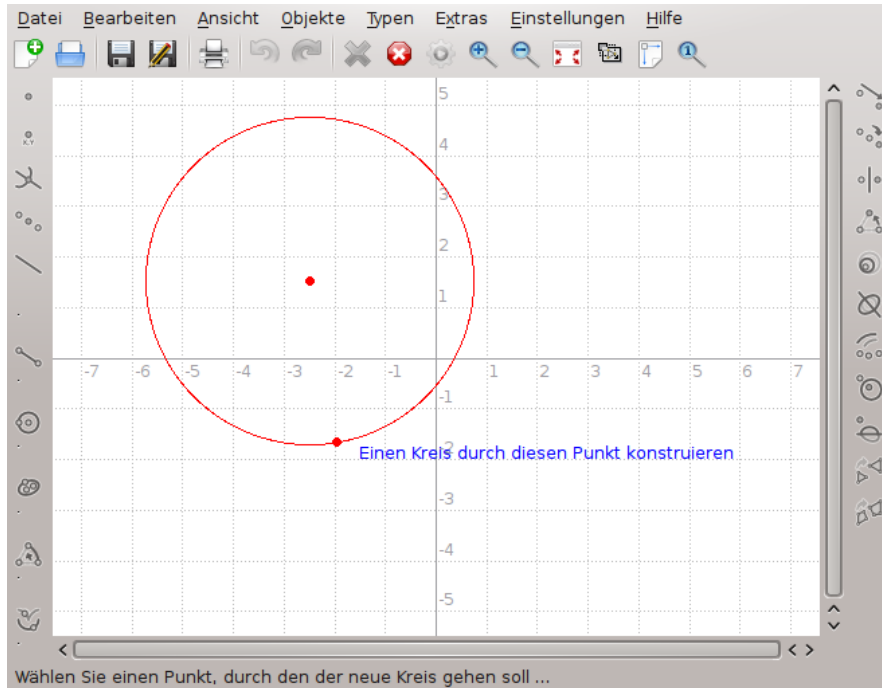 Datei Bearbeiten Ansicht Objekte Typen Extras Einstellungen Hilfe
X,Y
5
4
3
2
1
-7 -6 -5 -4 -3 -2 -1 1 2 3 4 5 6 7
-1
-2
Einen Kreis durch diesen Punkt konstruieren
-3
-4
-5
Wählen Sie einen Punkt, durch den der neue Kreis gehen soll ...